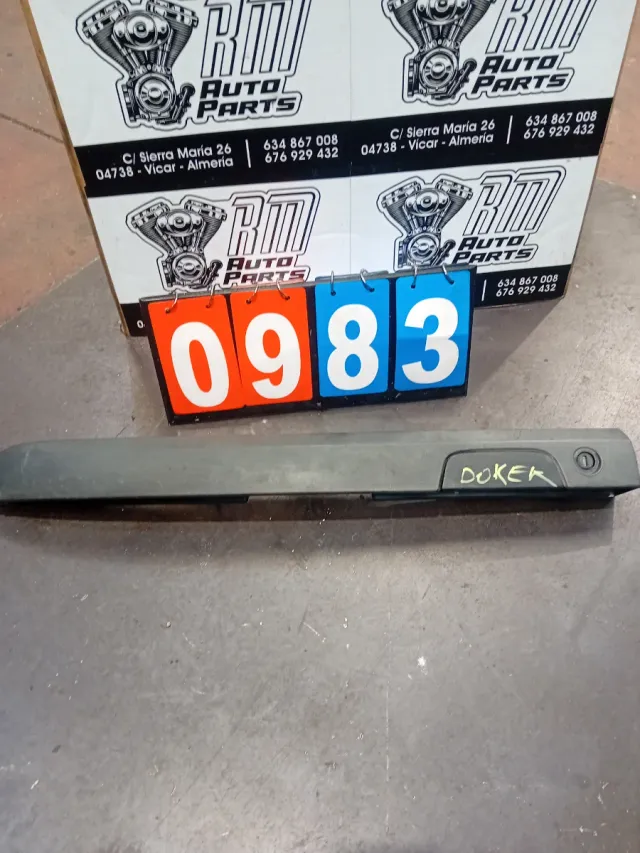 RM
AUTO
PARTS
C/ Sierra María 26
04738 - Vícar - Almería
634 867 008
676 929 432
RM
AUTO
PARTS
C/ Sierra María 26
04738 - Vícar - Almería
634 867 008
676 929 432
RM
AUTO
PARTS
RM
AUTO
PARTS
634 867 008
676 929 432
0983
DOKER